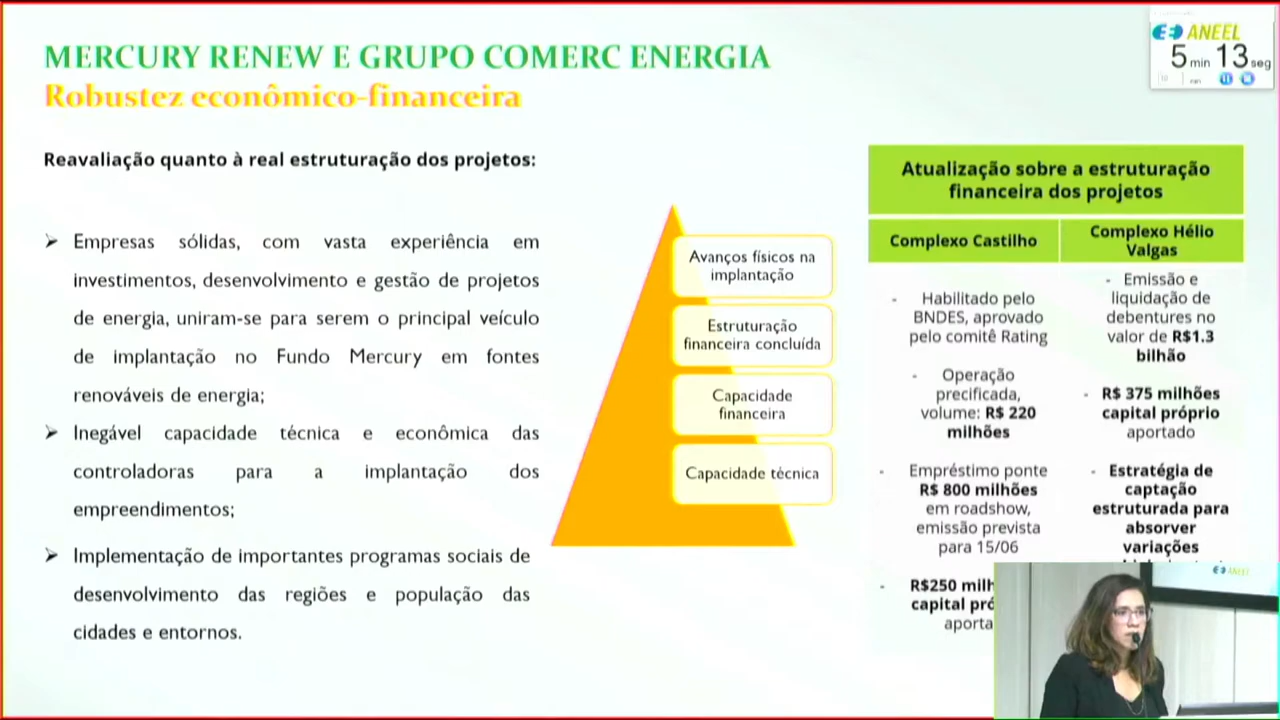 MERCURY RENEW E GRUPO COMERC ENERGIA
Robustez econômico-financeira
ANEEL
5 min 13 seg
Reavaliação quanto à real estruturação dos projetos:
➢ Empresas sólidas, com vasta experiência em
investimentos, desenvolvimento e gestão de projetos
de energia, uniram-se para serem o principal veículo
de implantação no Fundo Mercury em fontes
renováveis de energia;
➢ Inegável capacidade técnica e econômica das
controladoras para a implantação dos
empreendimentos;
➢ Implementação de importantes programas sociais de
desenvolvimento das regiões e população das
cidades e entornos.
Avanços físicos na
implantação
Estruturação
financeira concluída
Capacidade
financeira
Capacidade técnica
Atualização sobre a estruturação
financeira dos projetos
Complexo Castilho
- Habilitado pelo
BNDES, aprovado
pelo comitê Rating
- Operação
precificada,
volume: R$ 220
milhões
- Empréstimo ponte
R$ 800 milhões
em roadshow,
emissão prevista
para 15/06
- R$250 milh
capital pró
aporta
Complexo Hélio
Valgas
- Emissão e
liquidação de
debentures no
valor de R$1.3
bilhão
- R$ 375 milhões
capital próprio
aportado
- Estratégia de
captação
estruturada para
absorver
variações
ANEEL